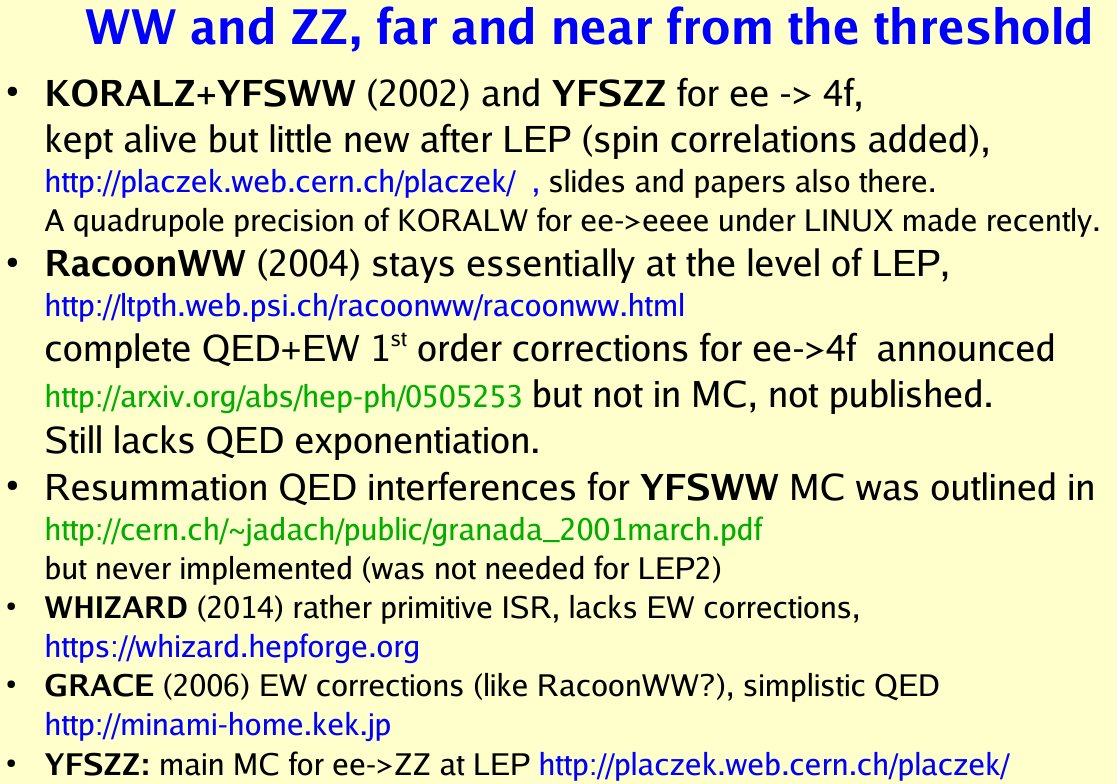 WW and ZZ, far and near from the threshold
• KORALZ+YFSWW (2002) and YFSZZ for ee -> 4f,
kept alive but little new after LEP (spin correlations added),
http://placzek.web.cern.ch/placzek/ , slides and papers also there.
A quadrupole precision of KORALW for ee->eeee under LINUX made recently.
• RacoonWW (2004) stays essentially at the level of LEP,
http://ltpth.web.psi.ch/racoonww/racoonww.html
complete QED+EW 1st order corrections for ee->4f announced
http://arxiv.org/abs/hep-ph/0505253 but not in MC, not published.
Still lacks QED exponentiation.
• Resummation QED interferences for YFSWW MC was outlined in
http://cern.ch/~jadach/public/granada_2001march.pdf
but never implemented (was not needed for LEP2)
• WHIZARD (2014) rather primitive ISR, lacks EW corrections,
https://whizard.hepforge.org
• GRACE (2006) EW corrections (like RacoonWW?), simplistic QED
http://minami-home.kek.jp
• YFSZZ: main MC for ee->ZZ at LEP http://placzek.web.cern.ch/placzek/